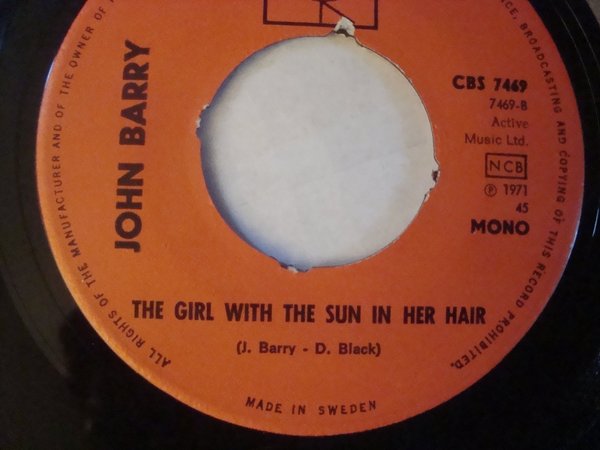 JOHN BARRY
CBS 7469
7469-B
Active
Music Ltd.
NCB
℗ 1971
45
MONO
THE GIRL WITH THE SUN IN HER HAIR
(J. Barry - D. Black)
MADE IN SWEDEN
ALL RIGHTS OF THE MANUFACTURER AND OF THE OWNER OF
BROADCASTING AND COPYING OF THIS RECORD PROHIBITED.